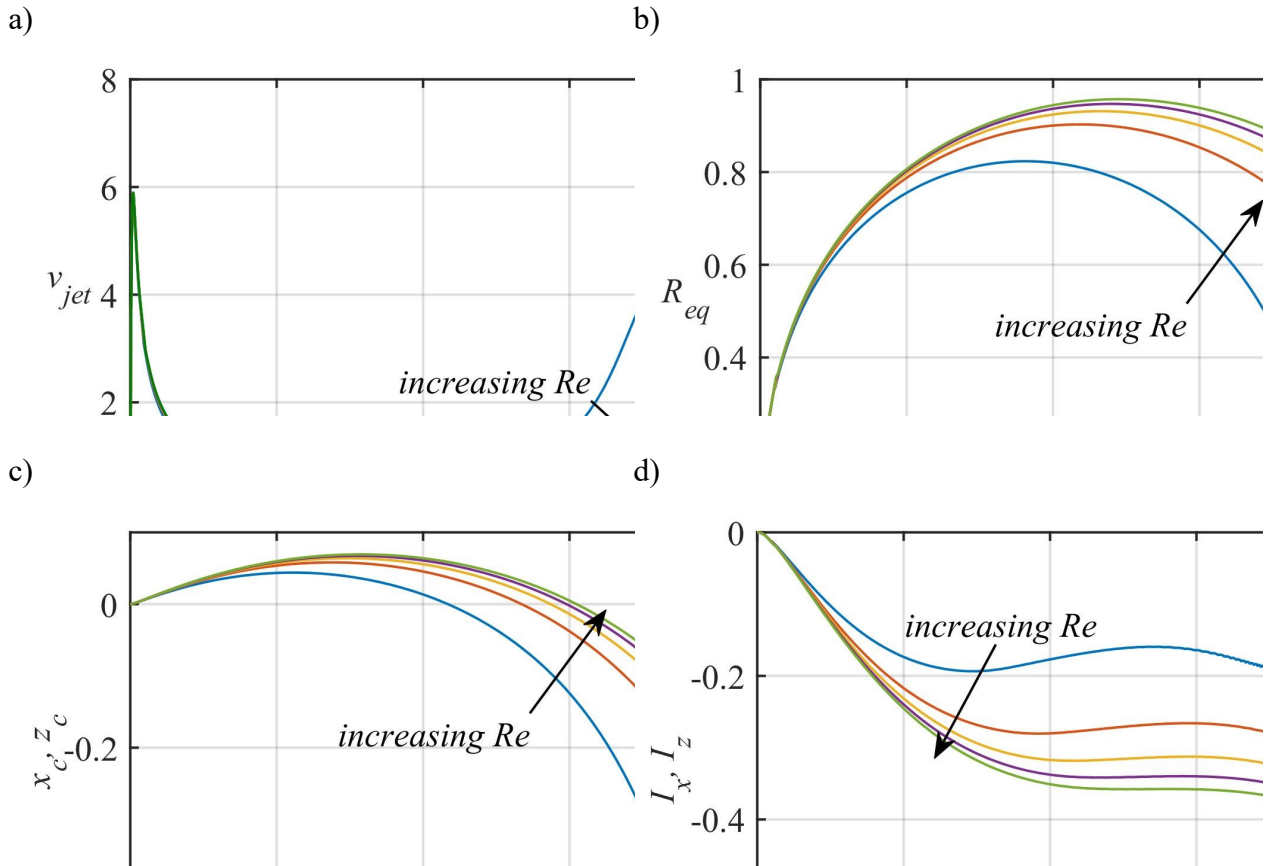 a)
8
6
v_jet 4
increasing Re
2
b)
1
0.8
0.6
R_eq
increasing Re
0.4
c)
0
increasing Re
x_c, z_c
-0.2
d)
0
increasing Re
-0.2
I_x, I_z
-0.4